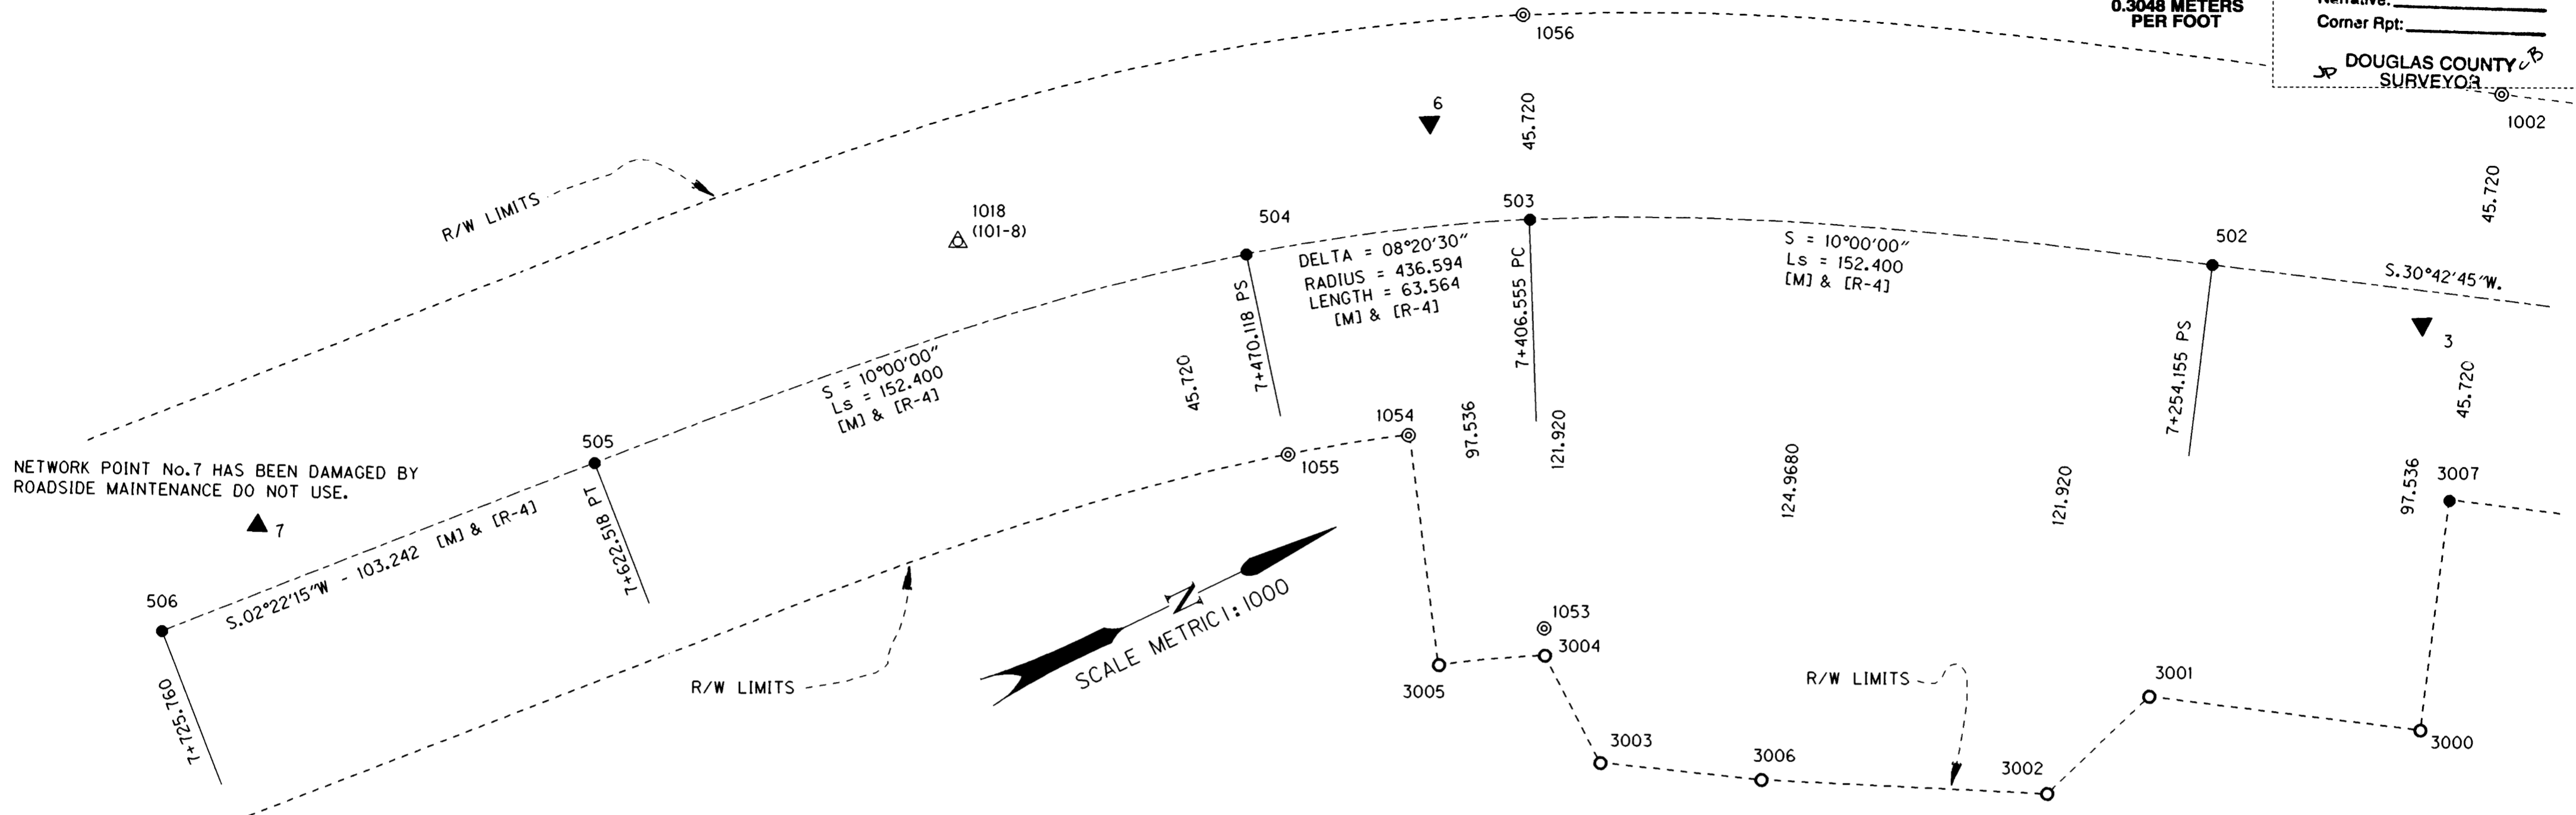 0.3048 METERS
PER FOOT
Narrative:
Corner Rpt:
DOUGLAS COUNTY
SURVEYOR
JP
CB
1056
1002
6
45.720
45.720
R/W LIMITS
1018
(101-8)
504
503
502
DELTA = 08°20'30"
RADIUS = 436.594
LENGTH = 63.564
[M] & [R-4]
S = 10°00'00"
Ls = 152.400
[M] & [R-4]
S.30°42'45"W.
7+470.118 PS
7+406.555 PC
7+254.155 PS
3
45.720
S = 10°00'00"
Ls = 152.400
[M] & [R-4]
45.720
1054
97.536
121.920
124.9680
121.920
97.536
3007
505
1055
NETWORK POINT No.7 HAS BEEN DAMAGED BY
ROADSIDE MAINTENANCE DO NOT USE.
7
S.02°22'15"W - 103.242 [M] & [R-4]
7+622.518 PT
506
7+725.760
N
SCALE METRIC 1:1000
R/W LIMITS
1053
3004
3005
R/W LIMITS
3001
3003
3006
3002
3000